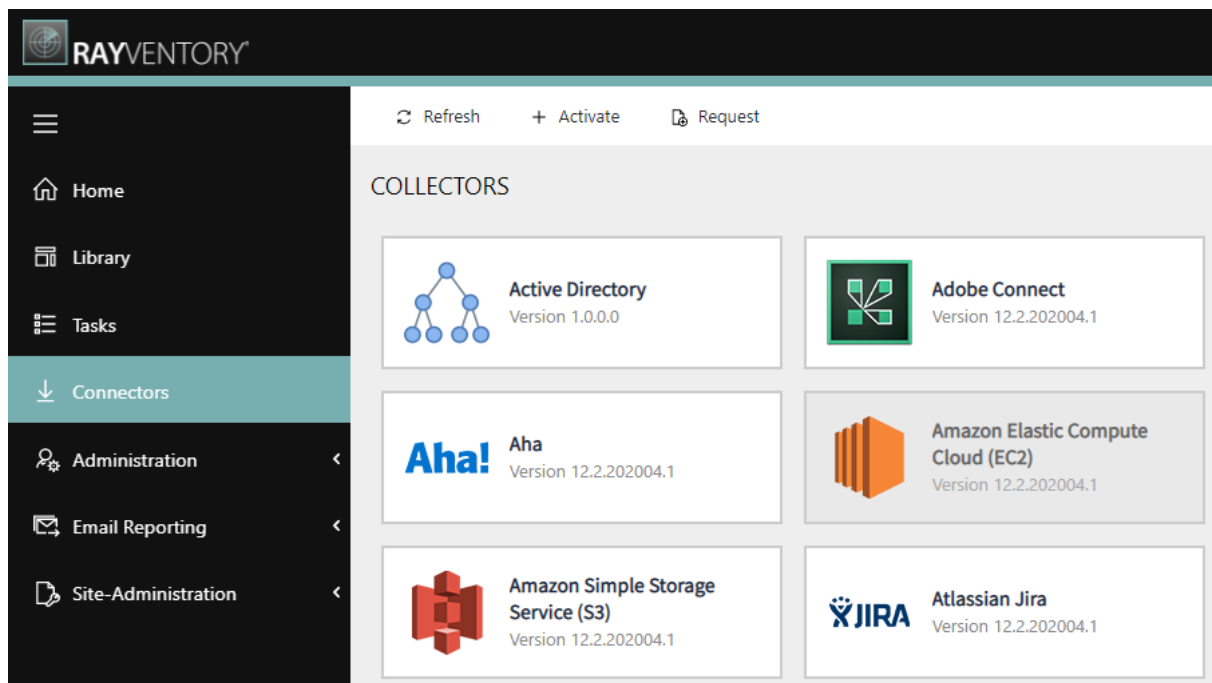 RAYVENTORY®
Refresh
Activate
Request
Home
Library
Tasks
Connectors
Administration
Email Reporting
Site-Administration
COLLECTORS
Active Directory
Version 1.0.0.0
Adobe Connect
Version 12.2.202004.1
Aha!
Aha
Version 12.2.202004.1
Amazon Elastic Compute
Cloud (EC2)
Version 12.2.202004.1
Amazon Simple Storage
Service (S3)
Version 12.2.202004.1
JIRA
Atlassian Jira
Version 12.2.202004.1